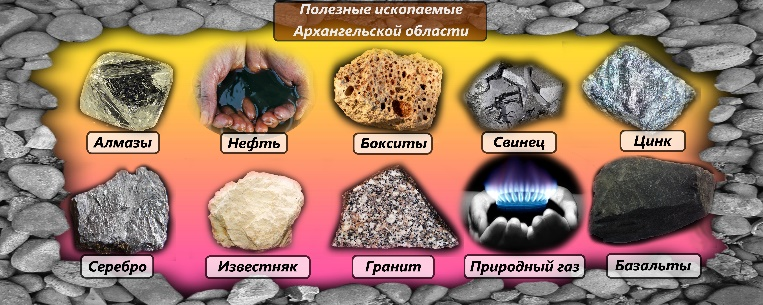 Полезные ископаемые
Архангельской области
Алмазы
Нефть
Бокситы
Свинец
Цинк
Серебро
Известняк
Гранит
Природный газ
Базальты